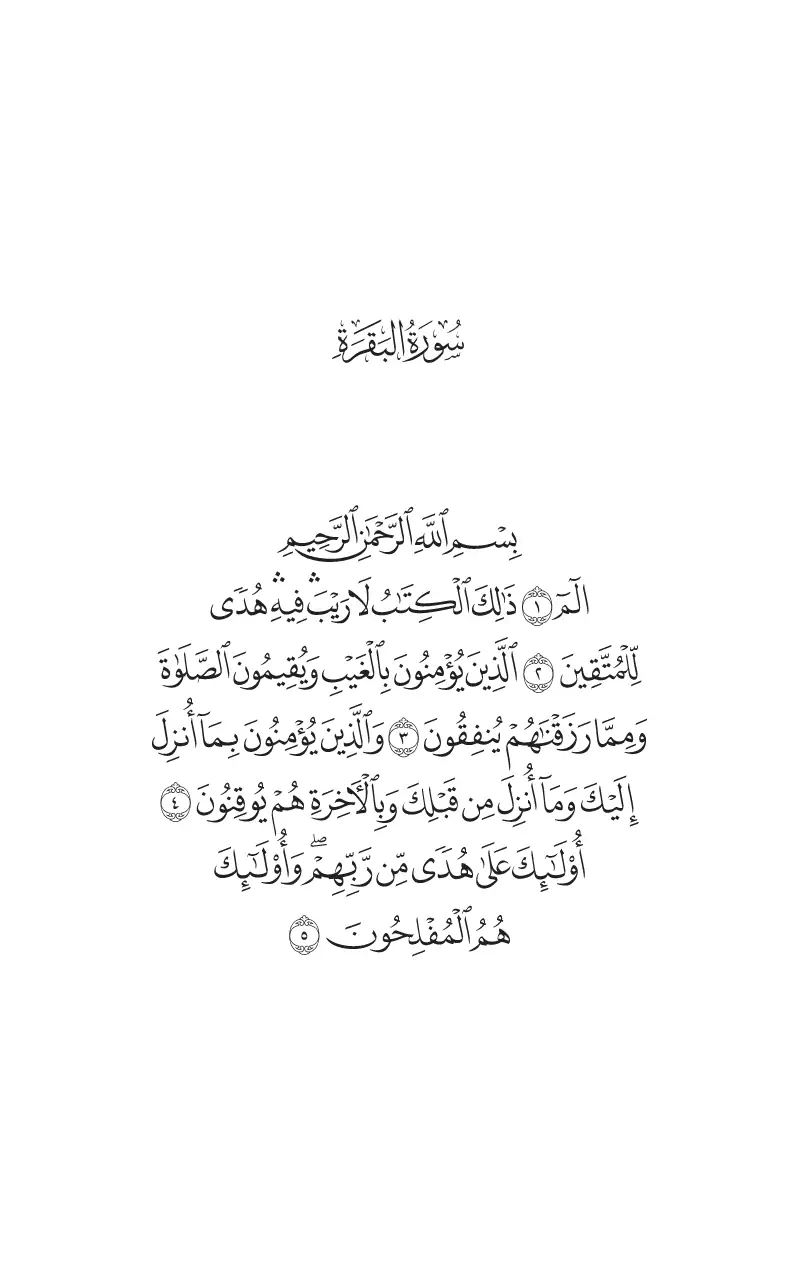 سُورَةُ البَقَرَةِ
بِسْمِ ٱللَّهِ ٱلرَّحْمَٰنِ ٱلرَّحِيمِ
الٓمٓ ١ ذَٰلِكَ ٱلْكِتَٰبُ لَا رَيْبَۛ فِيهِۛ هُدًى
لِّلْمُتَّقِينَ ٢ ٱلَّذِينَ يُؤْمِنُونَ بِٱلْغَيْبِ وَيُقِيمُونَ ٱلصَّلَوٰةَ
وَمِمَّا رَزَقْنَٰهُمْ يُنفِقُونَ ٣ وَٱلَّذِينَ يُؤْمِنُونَ بِمَآ أُنزِلَ
إِلَيْكَ وَمَآ أُنزِلَ مِن قَبْلِكَ وَبِٱلْأَخِرَةِ هُمْ يُوقِنُونَ ٤
أُو۟لَٰٓئِكَ عَلَىٰ هُدًى مِّن رَّبِّهِمْۖ وَأُو۟لَٰٓئِكَ
هُمُ ٱلْمُفْلِحُونَ ٥